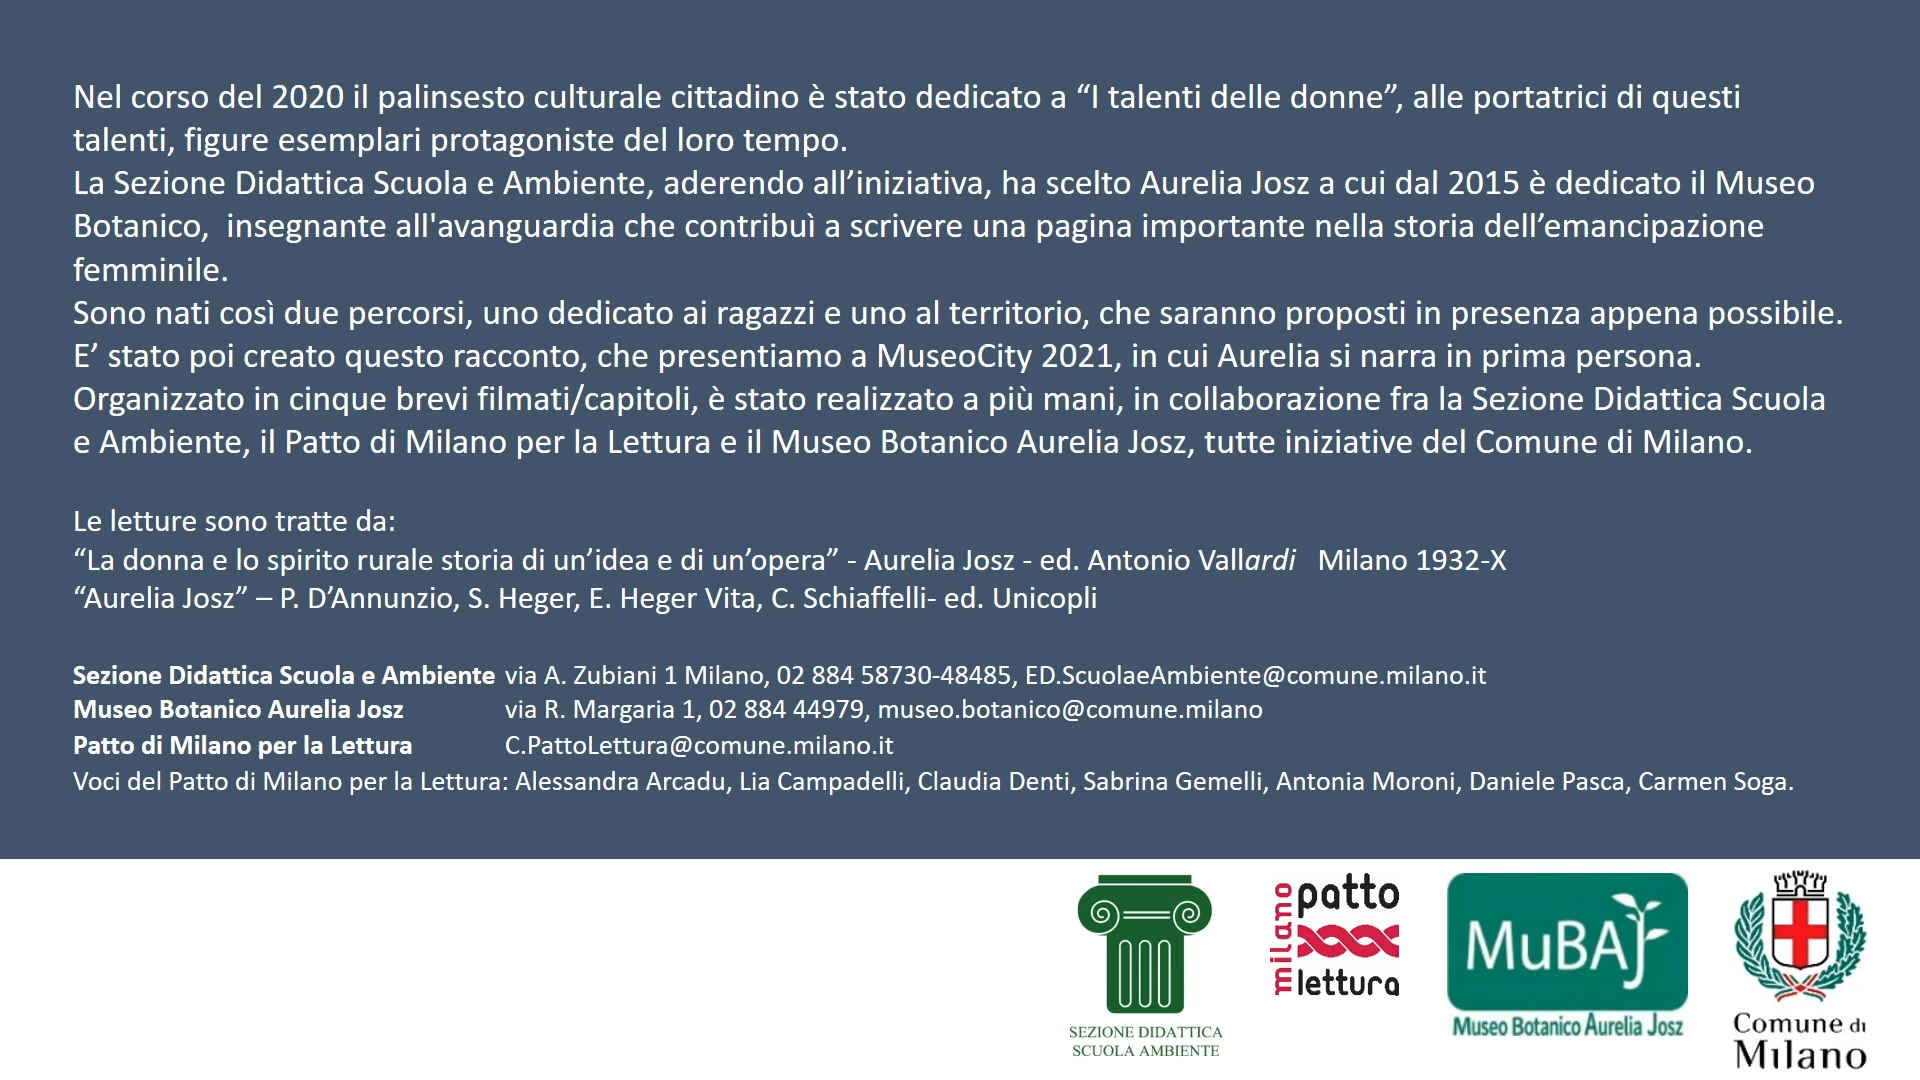 Nel corso del 2020 il palinsesto culturale cittadino è stato dedicato a “I talenti delle donne”, alle portatrici di questi
talenti, figure esemplari protagoniste del loro tempo.
La Sezione Didattica Scuola e Ambiente, aderendo all’iniziativa, ha scelto Aurelia Josz a cui dal 2015 è dedicato il Museo
Botanico,  insegnante all'avanguardia che contribuì a scrivere una pagina importante nella storia dell’emancipazione
femminile.
Sono nati così due percorsi, uno dedicato ai ragazzi e uno al territorio, che saranno proposti in presenza appena possibile.
E’ stato poi creato questo racconto, che presentiamo a MuseoCity 2021, in cui Aurelia si narra in prima persona.
Organizzato in cinque brevi filmati/capitoli, è stato realizzato a più mani, in collaborazione fra la Sezione Didattica Scuola
e Ambiente, il Patto di Milano per la Lettura e il Museo Botanico Aurelia Josz, tutte iniziative del Comune di Milano.
Le letture sono tratte da:
“La donna e lo spirito rurale storia di un’idea e di un’opera” - Aurelia Josz - ed. Antonio Vallardi   Milano 1932-X
“Aurelia Josz” – P. D’Annunzio, S. Heger, E. Heger Vita, C. Schiaffelli- ed. Unicopli
Sezione Didattica Scuola e Ambiente via A. Zubiani 1 Milano, 02 884 58730-48485, ED.ScuolaeAmbiente@comune.milano.it
Museo Botanico Aurelia Josz via R. Margaria 1, 02 884 44979, museo.botanico@comune.milano
Patto di Milano per la Lettura C.PattoLettura@comune.milano.it
Voci del Patto di Milano per la Lettura: Alessandra Arcadu, Lia Campadelli, Claudia Denti, Sabrina Gemelli, Antonia Moroni, Daniele Pasca, Carmen Soga.
SEZIONE DIDATTICA
SCUOLA AMBIENTE
milano
patto
lettura
MuBAJ
Museo Botanico Aurelia Josz
Comune di
Milano